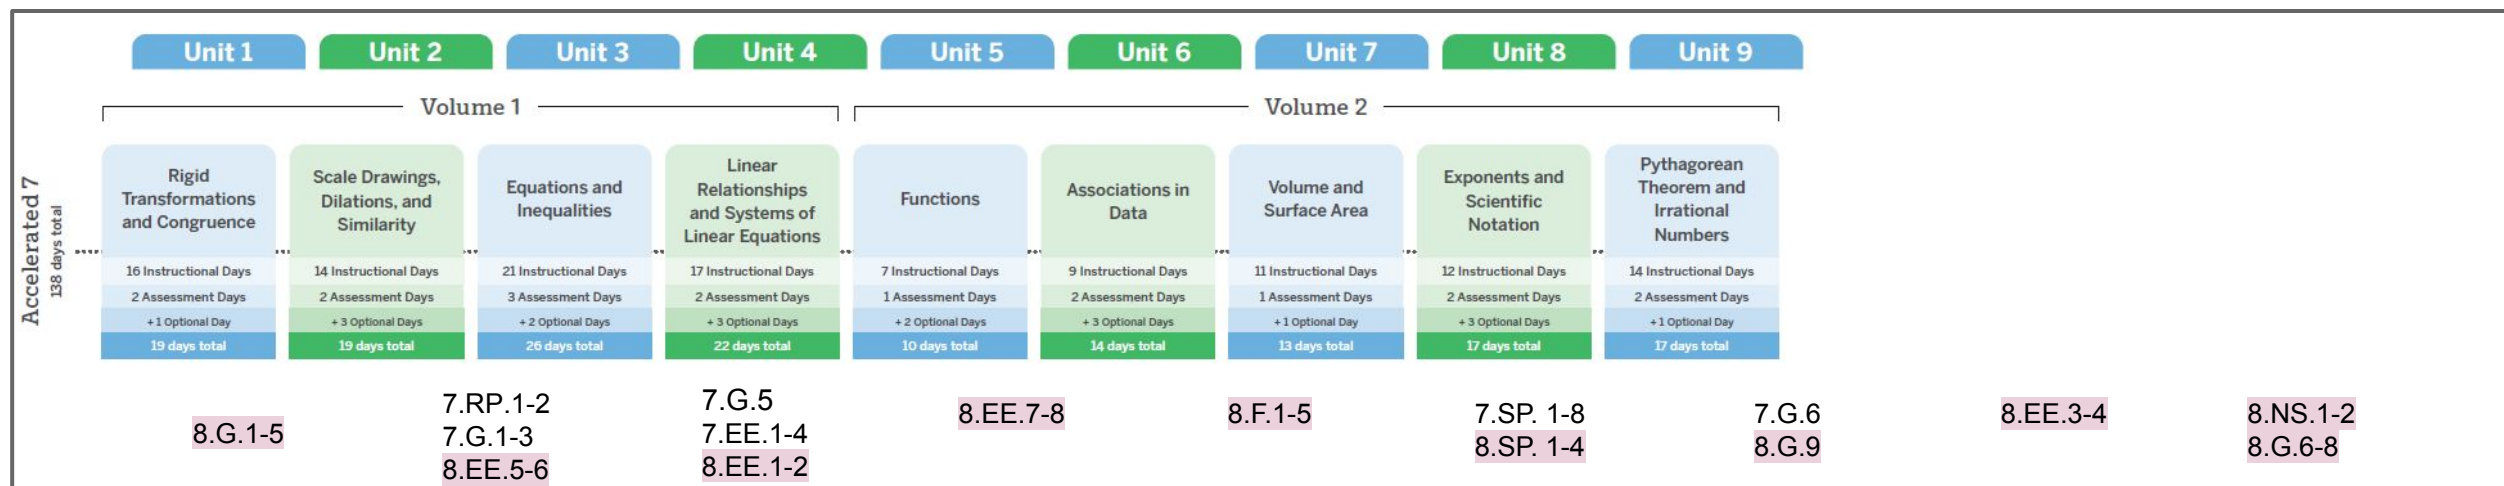 Unit 1
Unit 2
Unit 3
Unit 4
Unit 5
Unit 6
Unit 7
Unit 8
Unit 9
Volume 1
Volume 2
Accelerated 7
138 days total
Rigid
Transformations
and Congruence
16 Instructional Days
2 Assessment Days
+ 1 Optional Day
19 days total
Scale Drawings,
Dilations, and
Similarity
14 Instructional Days
2 Assessment Days
+ 3 Optional Days
19 days total
Equations and
Inequalities
21 Instructional Days
3 Assessment Days
+ 2 Optional Days
26 days total
Linear
Relationships
and Systems of
Linear Equations
17 Instructional Days
2 Assessment Days
+ 3 Optional Days
22 days total
Functions
7 Instructional Days
1 Assessment Days
+ 2 Optional Days
10 days total
Associations in
Data
9 Instructional Days
2 Assessment Days
+ 3 Optional Days
14 days total
Volume and
Surface Area
11 Instructional Days
1 Assessment Days
+ 1 Optional Day
13 days total
Exponents and
Scientific
Notation
12 Instructional Days
2 Assessment Days
+ 3 Optional Days
17 days total
Pythagorean
Theorem and
Irrational
Numbers
14 Instructional Days
2 Assessment Days
+ 1 Optional Day
17 days total
8.G.1-5
7.RP.1-2
7.G.1-3
8.EE.5-6
7.G.5
7.EE.1-4
8.EE.1-2
8.EE.7-8
8.F.1-5
7.SP. 1-8
8.SP. 1-4
7.G.6
8.G.9
8.EE.3-4
8.NS.1-2
8.G.6-8